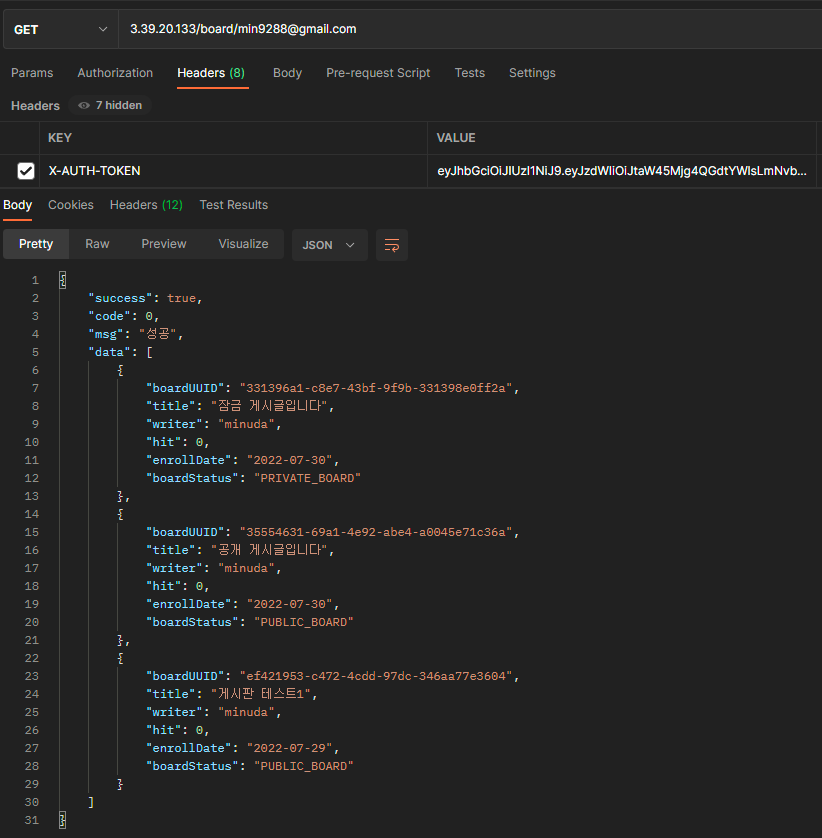 GET 3.39.20.133/board/min9288@gmail.com
Params Authorization Headers (8) Body Pre-request Script Tests Settings
Headers 7 hidden
KEY VALUE
X-AUTH-TOKEN eyJhbGciOiJIUzI1NiJ9.eyJzdWIiOiJtaW45Mjg4QGdtYWlsLmNvb...
Body Cookies Headers (12) Test Results
Pretty Raw Preview Visualize JSON
1 {
2 "success": true,
3 "code": 0,
4 "msg": "성공",
5 "data": [
6 {
7 "boardUUID": "331396a1-c8e7-43bf-9f9b-331398e0ff2a",
8 "title": "잠금 게시글입니다",
9 "writer": "minuda",
10 "hit": 0,
11 "enrollDate": "2022-07-30",
12 "boardStatus": "PRIVATE_BOARD"
13 },
14 {
15 "boardUUID": "35554631-69a1-4e92-abe4-a0045e71c36a",
16 "title": "공개 게시글입니다",
17 "writer": "minuda",
18 "hit": 0,
19 "enrollDate": "2022-07-30",
20 "boardStatus": "PUBLIC_BOARD"
21 },
22 {
23 "boardUUID": "ef421953-c472-4cdd-97dc-346aa77e3604",
24 "title": "게시판 테스트1",
25 "writer": "minuda",
26 "hit": 0,
27 "enrollDate": "2022-07-29",
28 "boardStatus": "PUBLIC_BOARD"
29 }
30 ]
31 }